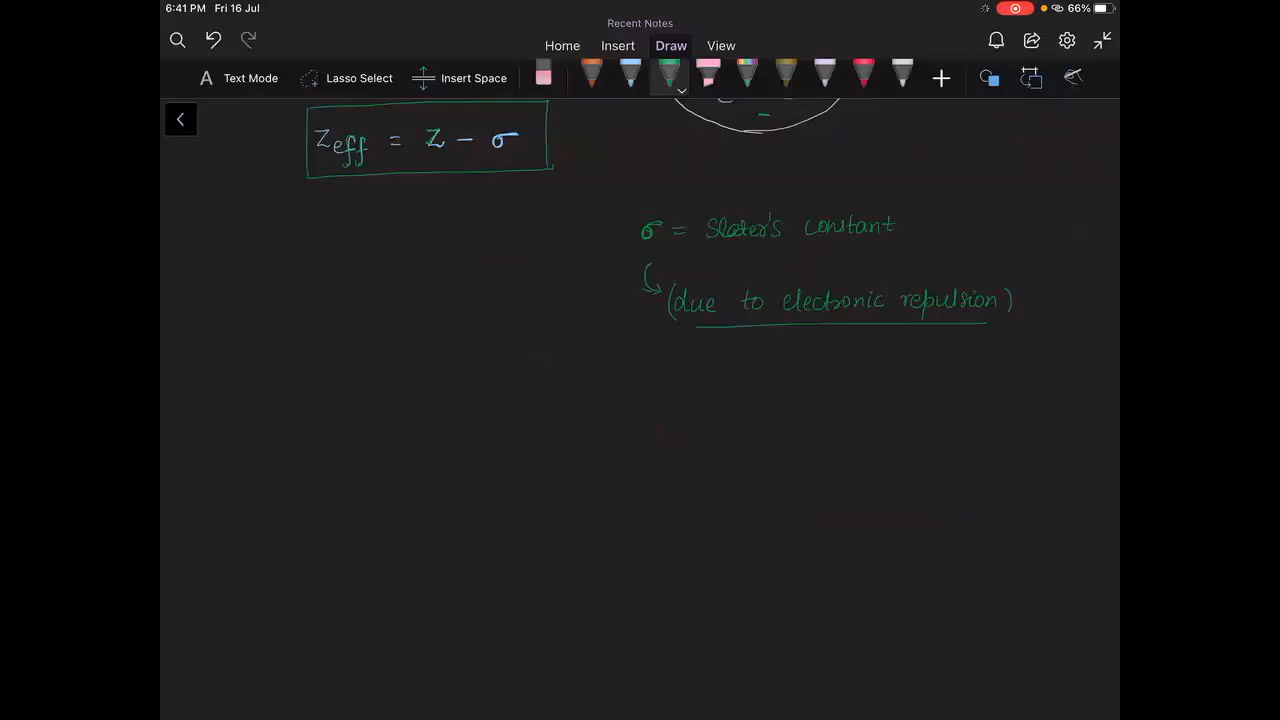 6:41 PM Fri 16 Jul
66%
Recent Notes
Home Insert Draw View
Text Mode Lasso Select Insert Space
Zeff = Z - σ
σ = Slater's constant
(due to electronic repulsion)